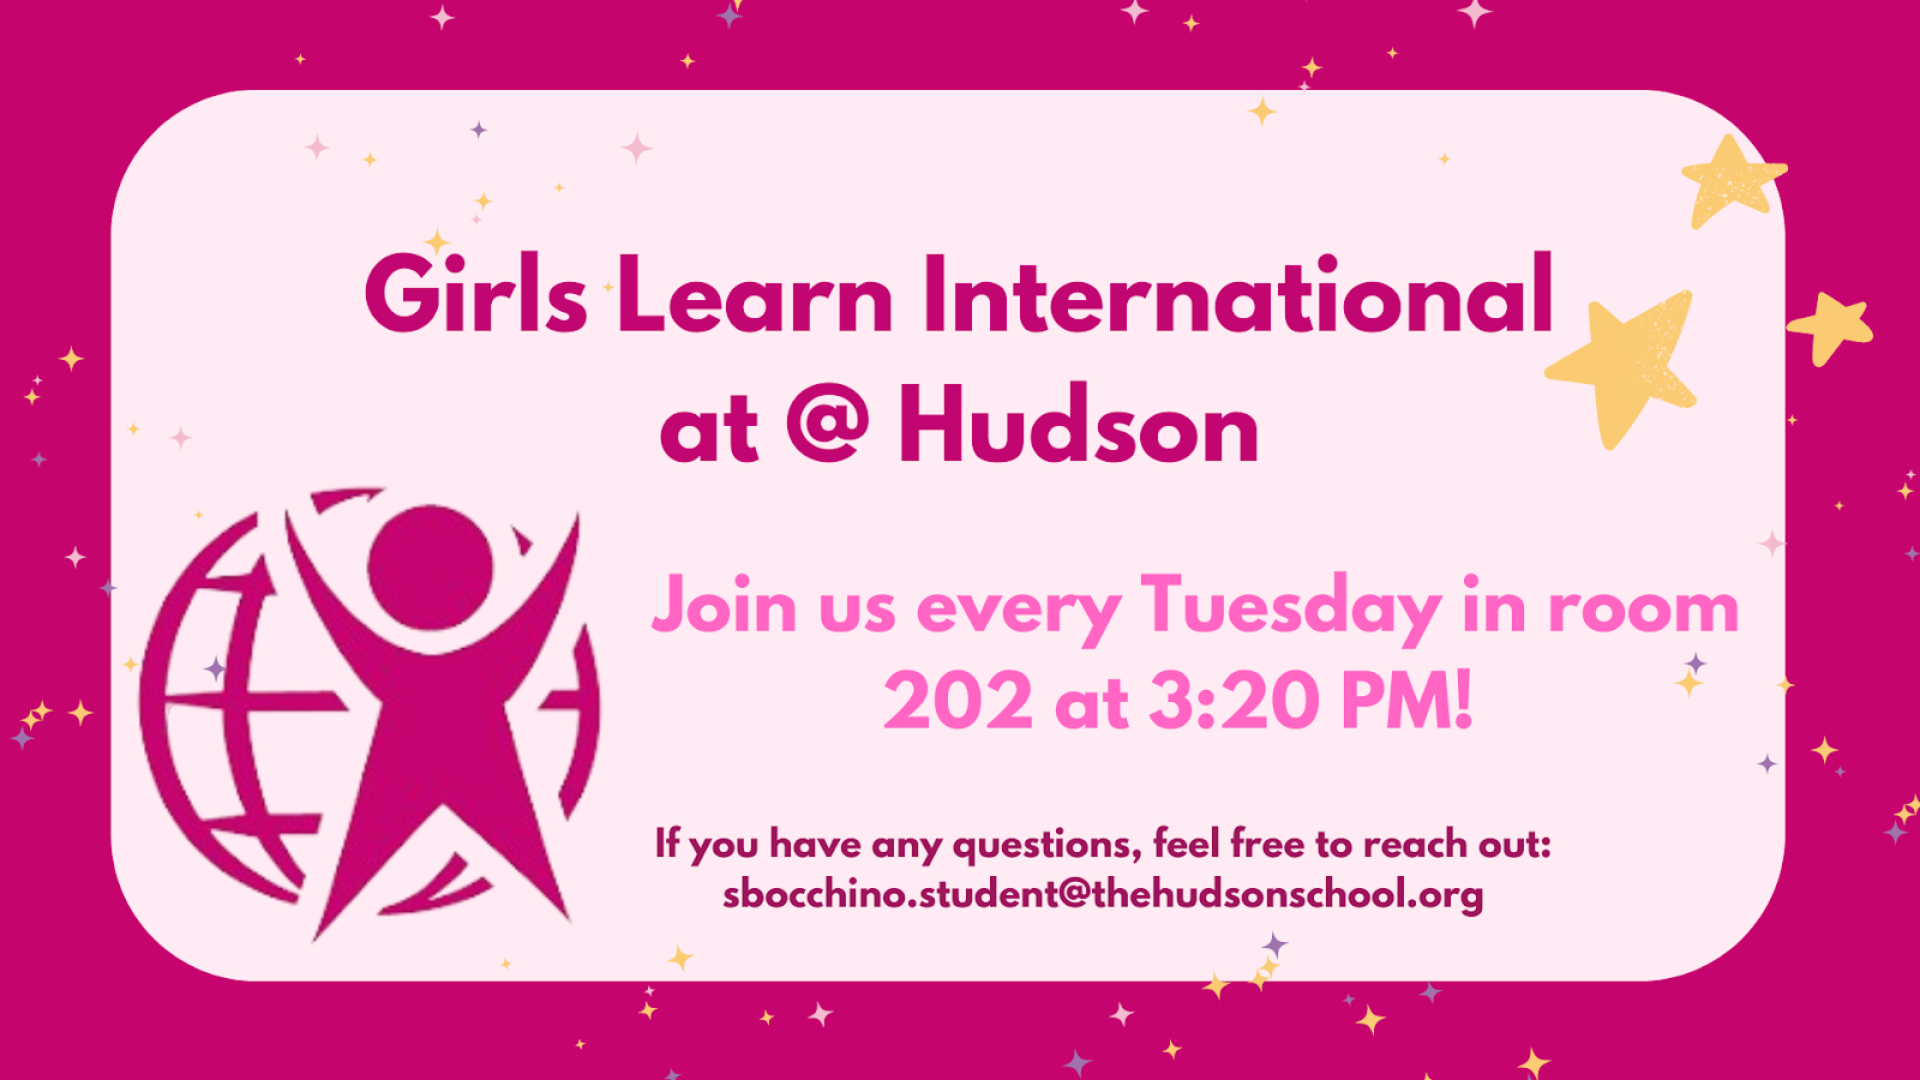 Girls Learn International
at @ Hudson
Join us every Tuesday in room
202 at 3:20 PM!
If you have any questions, feel free to reach out:
sbocchino.student@thehudsonschool.org